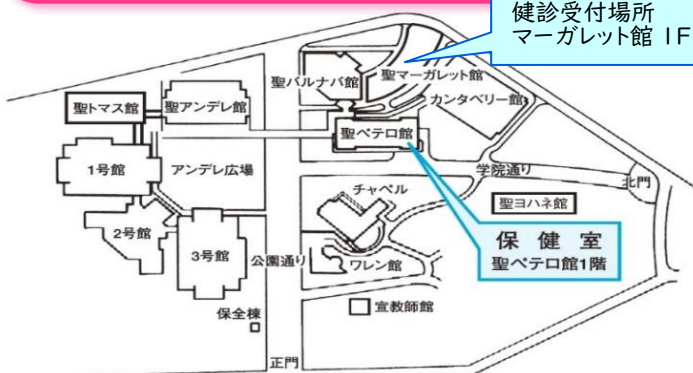 健診受付場所
マーガレット館 1F
聖バルナバ館
聖マーガレット館
カンタベリー館
聖トマス館
聖アンデレ館
聖ペテロ館
1号館
アンデレ広場
学院通り
北門
チャペル
聖ヨハネ館
2号館
3号館
公園通り
ワレン館
保健室
聖ペテロ館1階
保全棟
宣教師館
正門